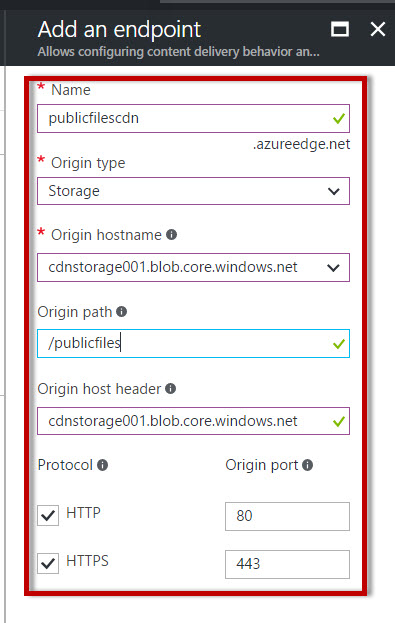 Add an endpoint
Allows configuring content delivery behavior an...
* Name
publicfilescdn
.azureedge.net
* Origin type
Storage
* Origin hostname
cdnstorage001.blob.core.windows.net
Origin path
/publicfiles
Origin host header
cdnstorage001.blob.core.windows.net
Protocol Origin port
HTTP 80
HTTPS 443